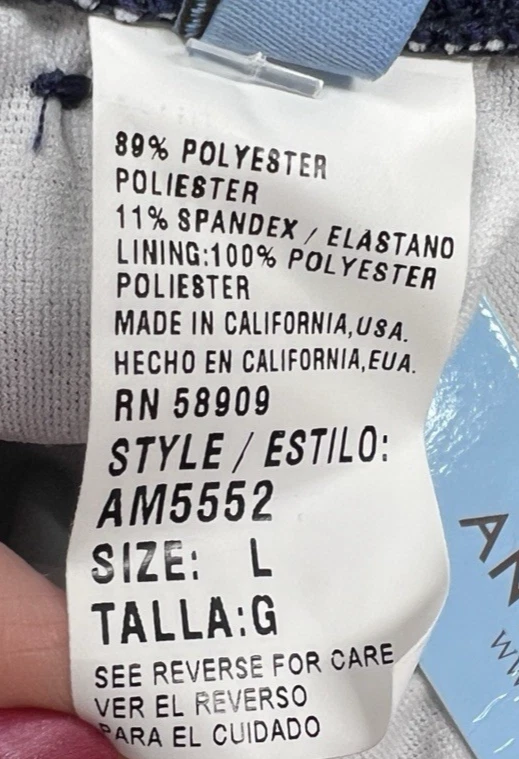 89% POLYESTER
POLIESTER
11% SPANDEX / ELASTANO
LINING:100% POLYESTER
POLIESTER
MADE IN CALIFORNIA,USA.
HECHO EN CALIFORNIA,EUA.
RN 58909
STYLE / ESTILO:
AM5552
SIZE: L
TALLA:G
SEE REVERSE FOR CARE
VER EL REVERSO
PARA EL CUIDADO